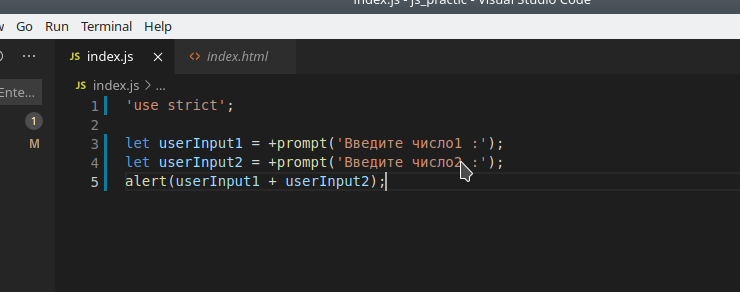 index.js - js_practic - Visual Studio Code
Go Run Terminal Help
JS index.js × <> index.html
JS index.js > ...
Ente...
1 'use strict';
1
2
M
3 let userInput1 = +prompt('Введите число1 :');
4 let userInput2 = +prompt('Введите число2 :');
5 alert(userInput1 + userInput2);